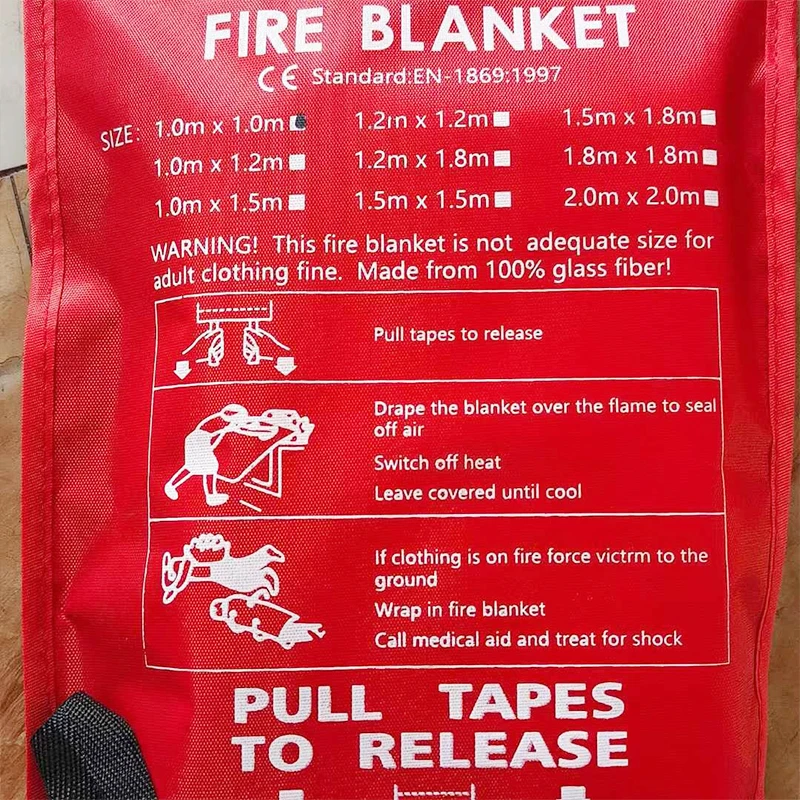 FIRE BLANKET
CE Standard:EN-1869:1997
SIZE: 1.0m x 1.0m 1.2m x 1.2m 1.5m x 1.8m
1.0m x 1.2m 1.2m x 1.8m 1.8m x 1.8m
1.0m x 1.5m 1.5m x 1.5m 2.0m x 2.0m
WARNING! This fire blanket is not adequate size for
adult clothing fine. Made from 100% glass fiber!
Pull tapes to release
Drape the blanket over the flame to seal
off air
Switch off heat
Leave covered until cool
If clothing is on fire force victrm to the
ground
Wrap in fire blanket
Call medical aid and treat for shock
PULL TAPES
TO RELEASE